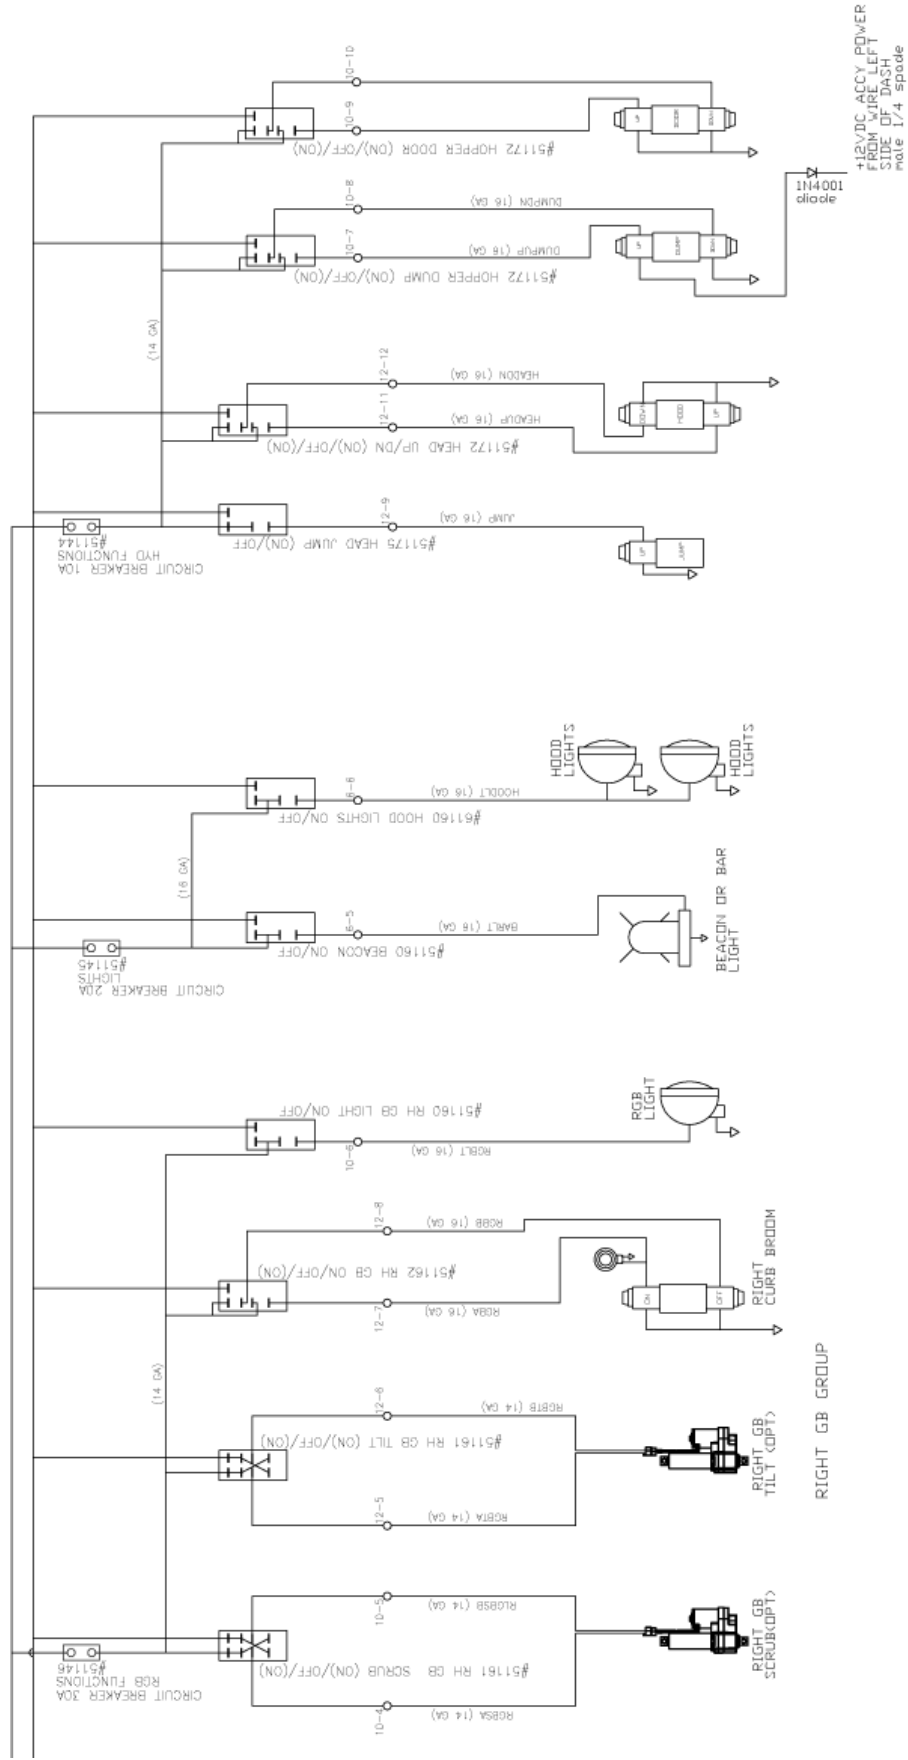 +12VDC ACCY POWER
FROM WIRE LEFT
SIDE OF DASH
male 1/4 spade
1N4001
diode
10-10
10-9
#51172 HOPPER DOOR (ON)/OFF/(ON)
UP
DOOR
DOWN
10-8
DUMPDN (16 GA)
10-7
DUMPUP (16 GA)
#51172 HOPPER DUMP (ON)/OFF/(ON)
UP
DUMP
DOWN
(14 GA)
12-12
HEADDN (16 GA)
12-11
HEADUP (16 GA)
#51172 HEAD UP/DN (ON)/OFF/(ON)
DOWN
HOOD
UP
12-9
JUMP (16 GA)
#51175 HEAD JUMP (ON)/OFF
UP
JUMP
CIRCUIT BREAKER 10A
HYD FUNCTIONS
#51144
HOOD
LIGHTS
HOOD
LIGHTS
6-6
HOODLT (16 GA)
#61160 HOOD LIGHTS ON/OFF
(16 GA)
6-5
BARLT (16 GA)
#51160 BEACON ON/OFF
BEACON OR BAR
LIGHT
CIRCUIT BREAKER 20A
LIGHTS
#51145
#51160 RH GB LIGHT ON/OFF
10-6
RGBLT (16 GA)
RGB
LIGHT
12-8
RGBB (16 GA)
#51162 RH GB ON/OFF/(ON)
12-7
RGBA (16 GA)
ON
OFF
RIGHT
CURB BROOM
(14 GA)
12-6
RGBTB (14 GA)
#51161 RH GB TILT (ON)/OFF/(ON)
12-5
RGBTA (14 GA)
RIGHT GB
TILT (OPT)
RIGHT GB GROUP
10-5
RLGBSB (14 GA)
#51161 RH GB SCRUB (ON)/OFF/(ON)
10-4
RGBSA (14 GA)
RIGHT GB
SCRUB(OPT)
CIRCUIT BREAKER 30A
RGB FUNCTIONS
#51146